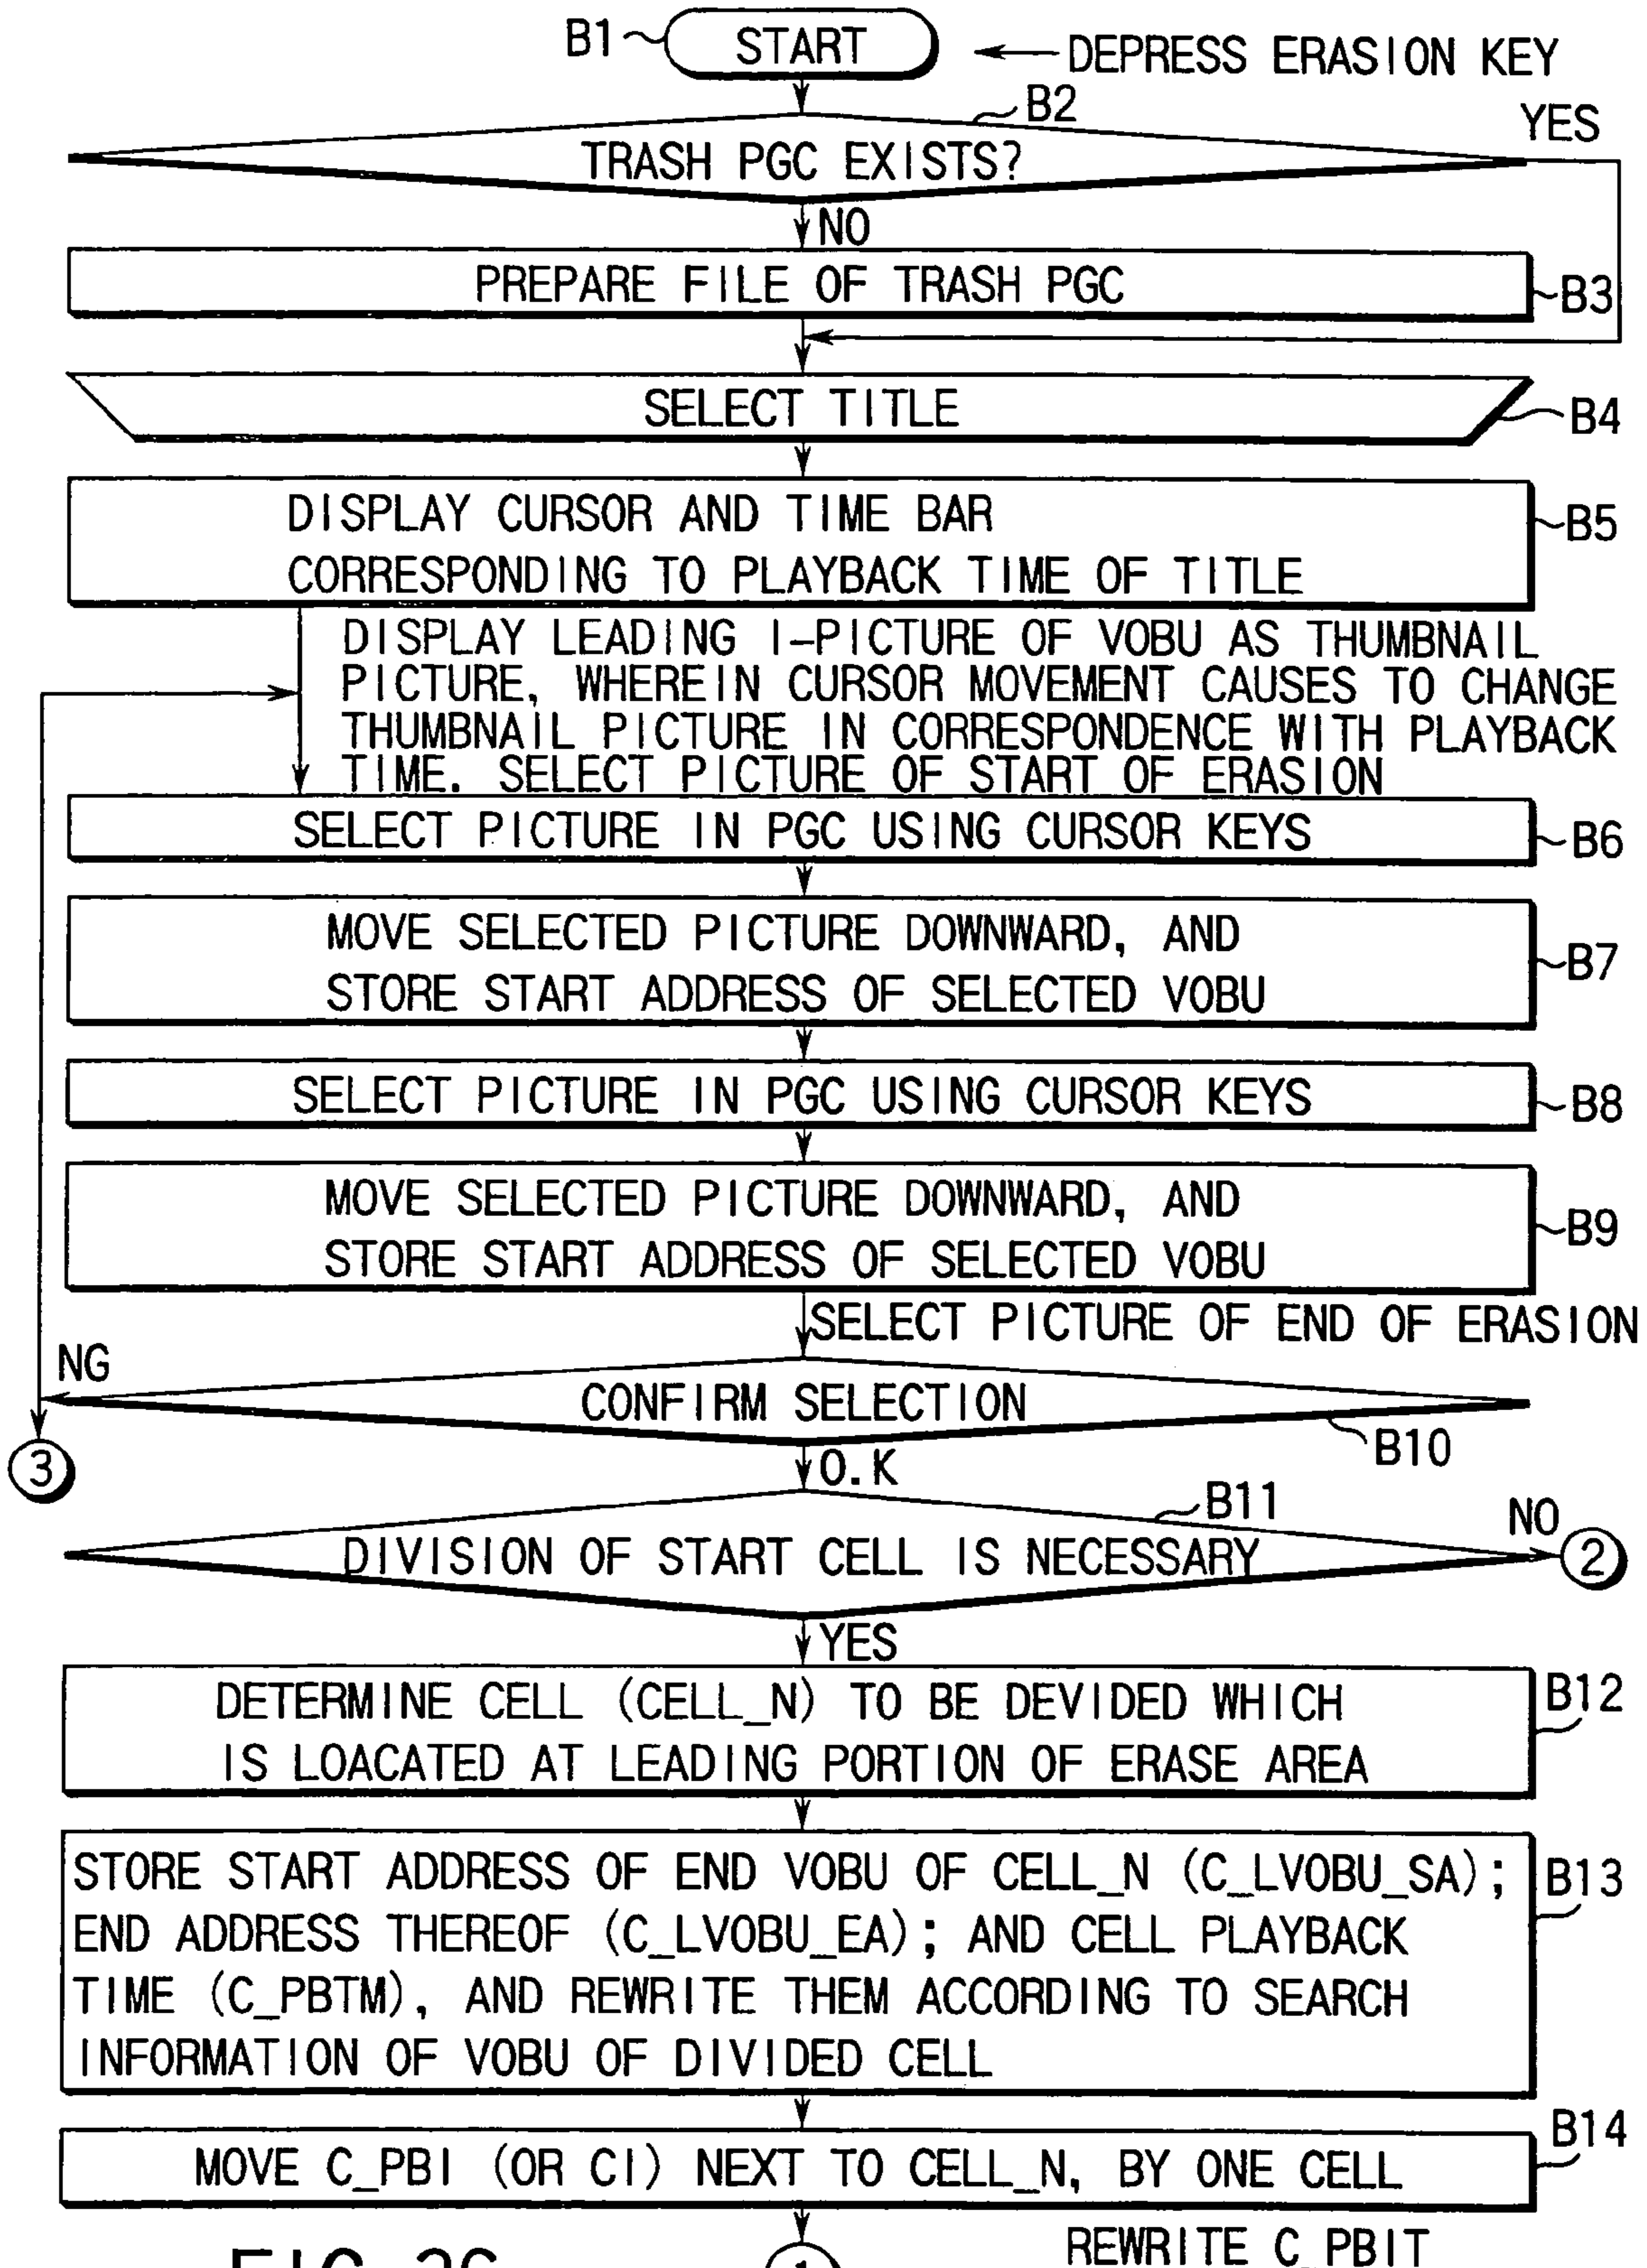 B1
START
DEPRESS ERASION KEY
B2
YES
TRASH PGC EXISTS?
NO
PREPARE FILE OF TRASH PGC
B3
SELECT TITLE
B4
DISPLAY CURSOR AND TIME BAR
CORRESPONDING TO PLAYBACK TIME OF TITLE
B5
DISPLAY LEADING I-PICTURE OF VOBU AS THUMBNAIL
PICTURE, WHEREIN CURSOR MOVEMENT CAUSES TO CHANGE
THUMBNAIL PICTURE IN CORRESPONDENCE WITH PLAYBACK
TIME. SELECT PICTURE OF START OF ERASION
SELECT PICTURE IN PGC USING CURSOR KEYS
B6
MOVE SELECTED PICTURE DOWNWARD, AND
STORE START ADDRESS OF SELECTED VOBU
B7
SELECT PICTURE IN PGC USING CURSOR KEYS
B8
MOVE SELECTED PICTURE DOWNWARD, AND
STORE START ADDRESS OF SELECTED VOBU
B9
SELECT PICTURE OF END OF ERASION
NG
CONFIRM SELECTION
B10
3
O.K
B11
NO
DIVISION OF START CELL IS NECESSARY
2
YES
DETERMINE CELL (CELL_N) TO BE DEVIDED WHICH
IS LOACATED AT LEADING PORTION OF ERASE AREA
B12
STORE START ADDRESS OF END VOBU OF CELL_N (C_LVOBU_SA);
END ADDRESS THEREOF (C_LVOBU_EA); AND CELL PLAYBACK
TIME (C_PBTM), AND REWRITE THEM ACCORDING TO SEARCH
INFORMATION OF VOBU OF DIVIDED CELL
B13
MOVE C_PBI (OR CI) NEXT TO CELL_N, BY ONE CELL
B14
REWRITE C_PBIT
1